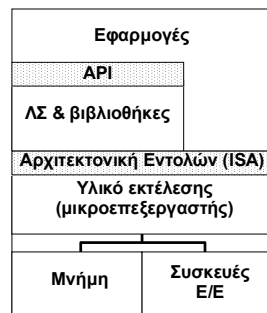 Εφαρμογές
API
ΛΣ & βιβλιοθήκες
Αρχιτεκτονική Εντολών (ISA)
Υλικό εκτέλεσης
(μικροεπεξεργαστής)
Μνήμη
Συσκευές
Ε/Ε